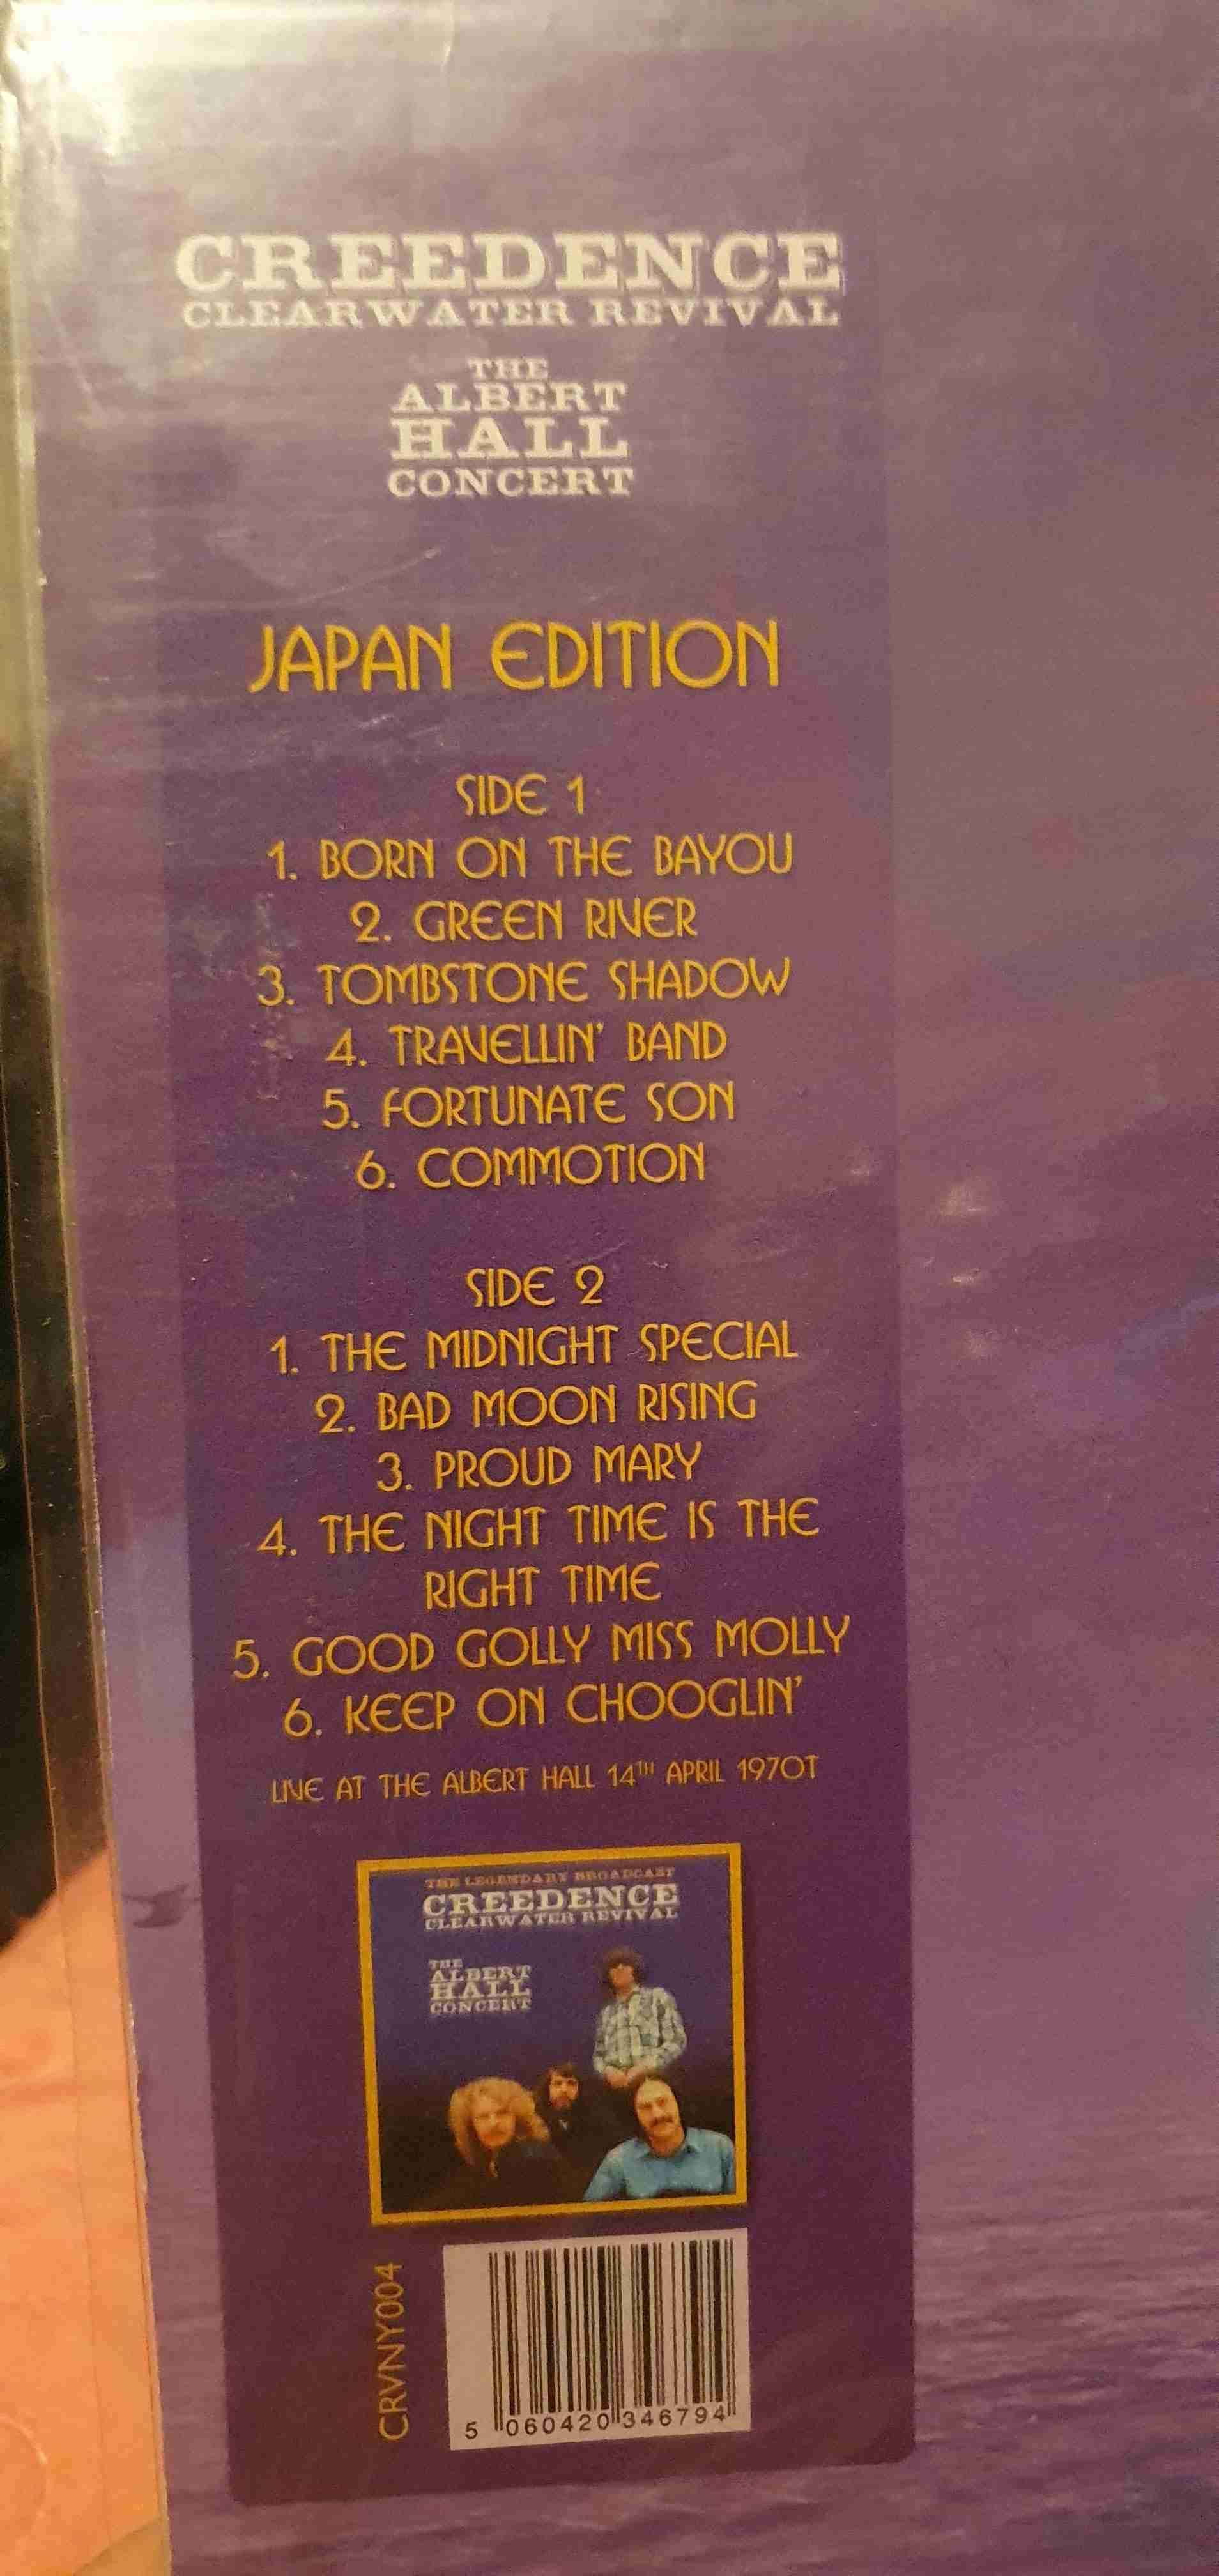 CREEDENCE
CLEARWATER REVIVAL
THE
ALBERT
HALL
CONCERT
JAPAN EDITION
SIDE 1
1. BORN ON THE BAYOU
2. GREEN RIVER
3. TOMBSTONE SHADOW
4. TRAVELLIN' BAND
5. FORTUNATE SON
6. COMMOTION
SIDE 2
1. THE MIDNIGHT SPECIAL
2. BAD MOON RISING
3. PROUD MARY
4. THE NIGHT TIME IS THE
RIGHT TIME
5. GOOD GOLLY MISS MOLLY
6. KEEP ON CHOOGLIN'
LIVE AT THE ALBERT HALL 14TH APRIL 1970T
THE LEGENDARY BROADCAST
CREEDENCE
CLEARWATER REVIVAL
THE
ALBERT
HALL
CONCERT
CRVNY004
5 060420 346794